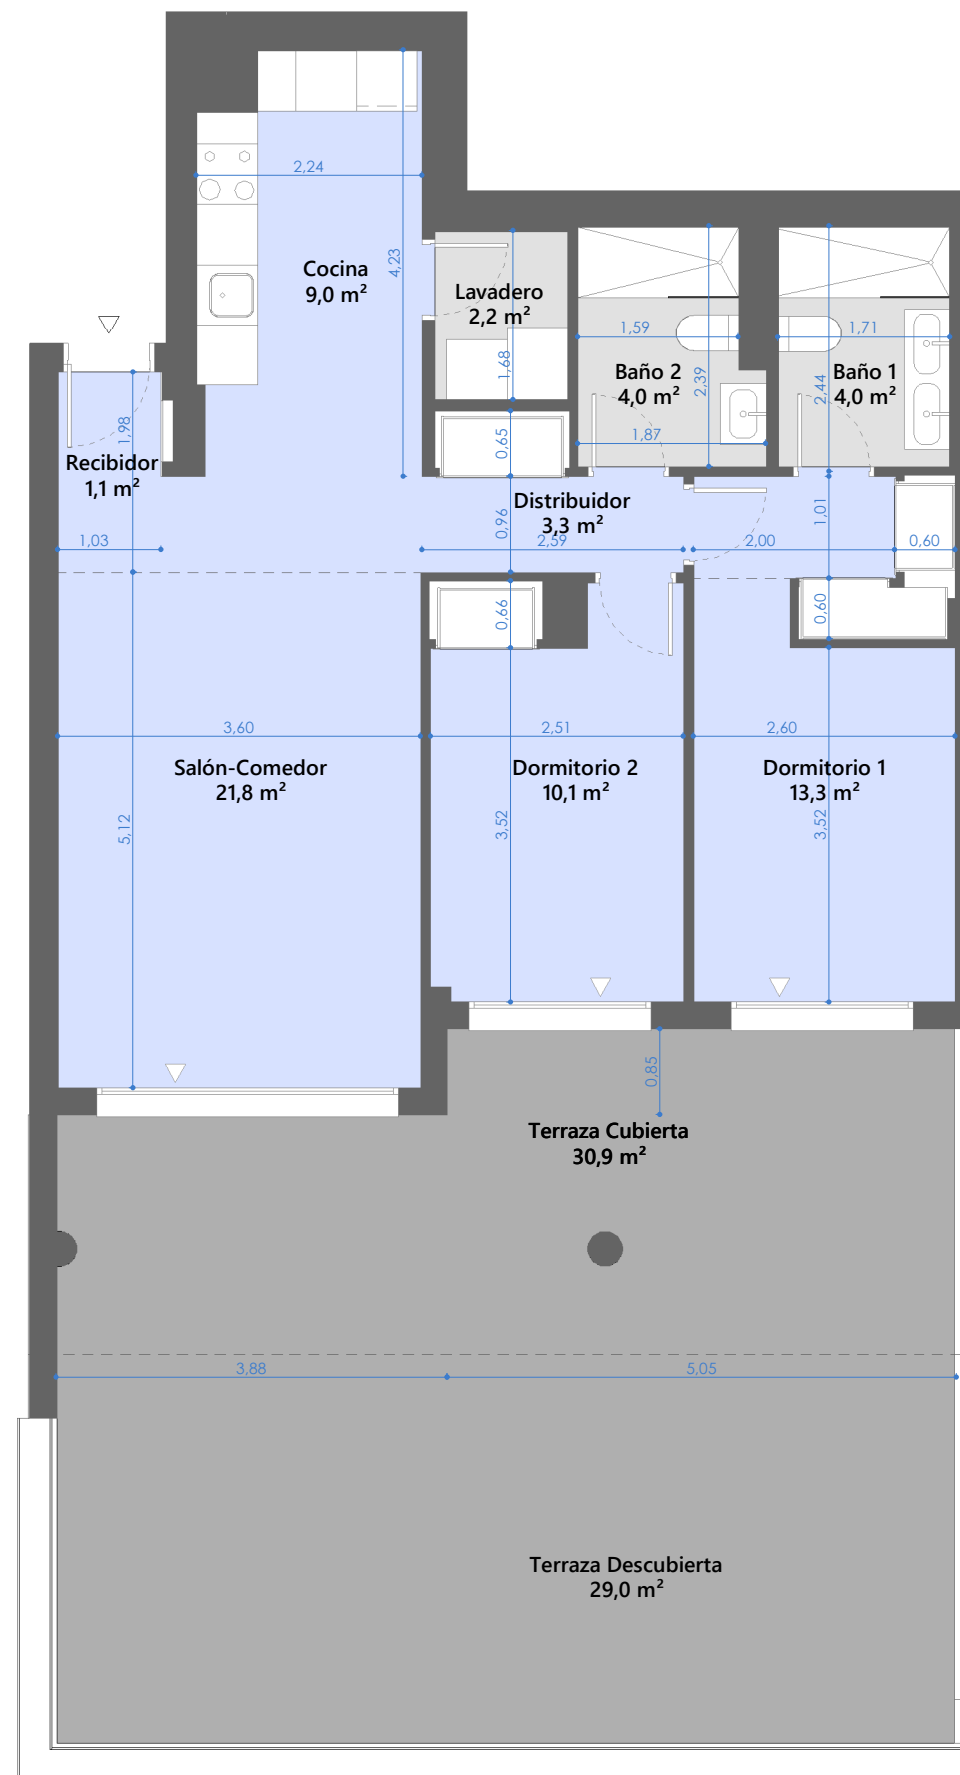 2,24
4,23
Cocina
9,0 m²
Lavadero
2,2 m²
1,68
1,59
1,71
Baño 2
4,0 m²
2,39
Baño 1
4,0 m²
2,44
1,87
1,98
Recibidor
1,1 m²
0,65
Distribuidor
3,3 m²
0,96
1,01
1,03
2,59
2,00
0,60
0,66
0,60
3,60
2,51
2,60
Salón-Comedor
21,8 m²
Dormitorio 2
10,1 m²
Dormitorio 1
13,3 m²
5,12
3,52
3,52
0,85
Terraza Cubierta
30,9 m²
3,88
5,05
Terraza Descubierta
29,0 m²